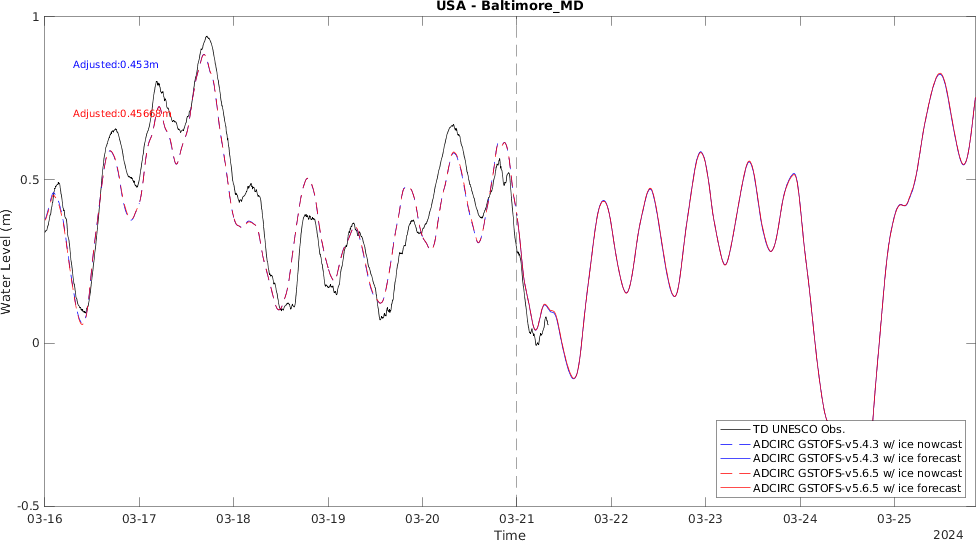 USA - Baltimore_MD
1
0.5
0
-0.5
Water Level (m)
Adjusted:0.453m
TD UNESCO Obs.
ADCIRC GSTOFS-v5.4.3 w/ ice nowcast
ADCIRC GSTOFS-v5.4.3 w/ ice forecast
ADCIRC GSTOFS-v5.6.5 w/ ice nowcast
ADCIRC GSTOFS-v5.6.5 w/ ice forecast
03-16 03-17 03-18 03-19 03-20 03-21 03-22 03-23 03-24 03-25
Time
2024